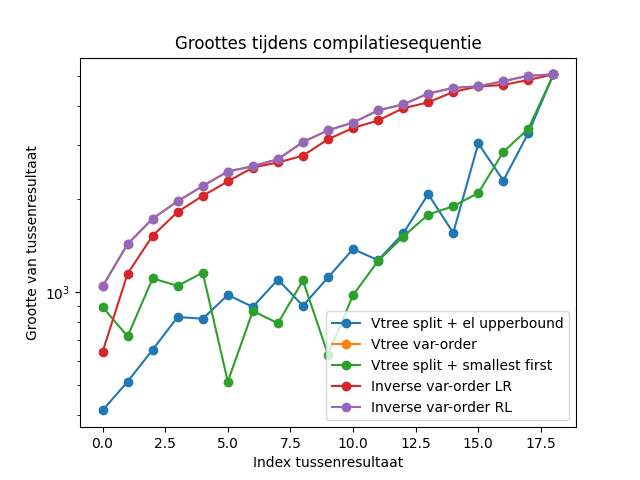 Groottes tijdens compilatiesequentie
Grootte van tussenresultaat
10³
Vtree split + el upperbound
Vtree var-order
Vtree split + smallest first
Inverse var-order LR
Inverse var-order RL
0.0 2.5 5.0 7.5 10.0 12.5 15.0 17.5
Index tussenresultaat